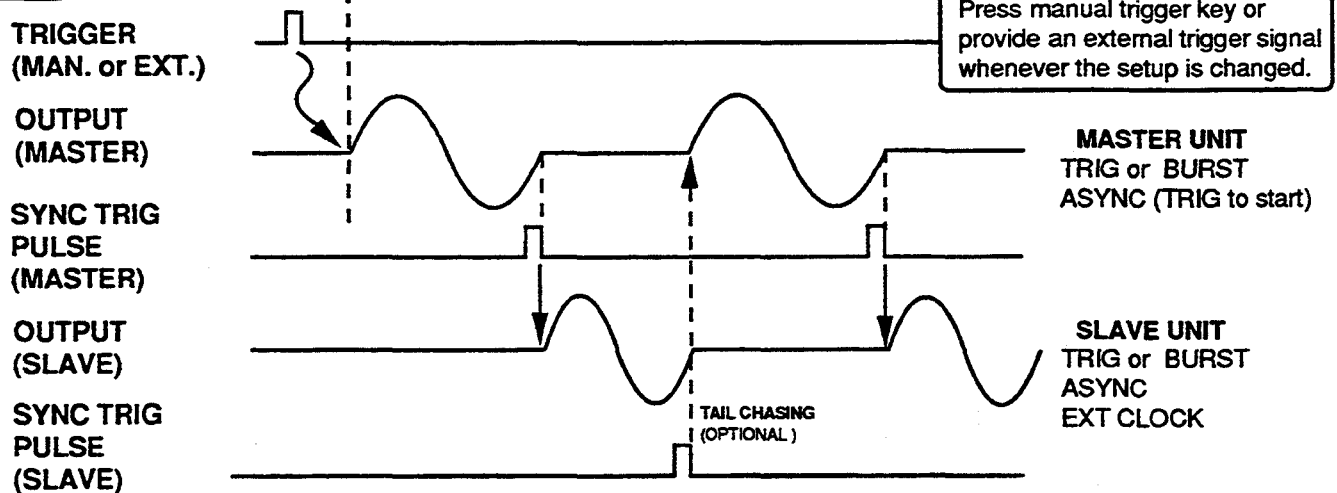 TRIGGER
(MAN. or EXT.)
Press manual trigger key or
provide an external trigger signal
whenever the setup is changed.
OUTPUT
(MASTER)
MASTER UNIT
TRIG or BURST
ASYNC (TRIG to start)
SYNC TRIG
PULSE
(MASTER)
OUTPUT
(SLAVE)
SLAVE UNIT
TRIG or BURST
ASYNC
EXT CLOCK
TAIL CHASING
(OPTIONAL )
SYNC TRIG
PULSE
(SLAVE)